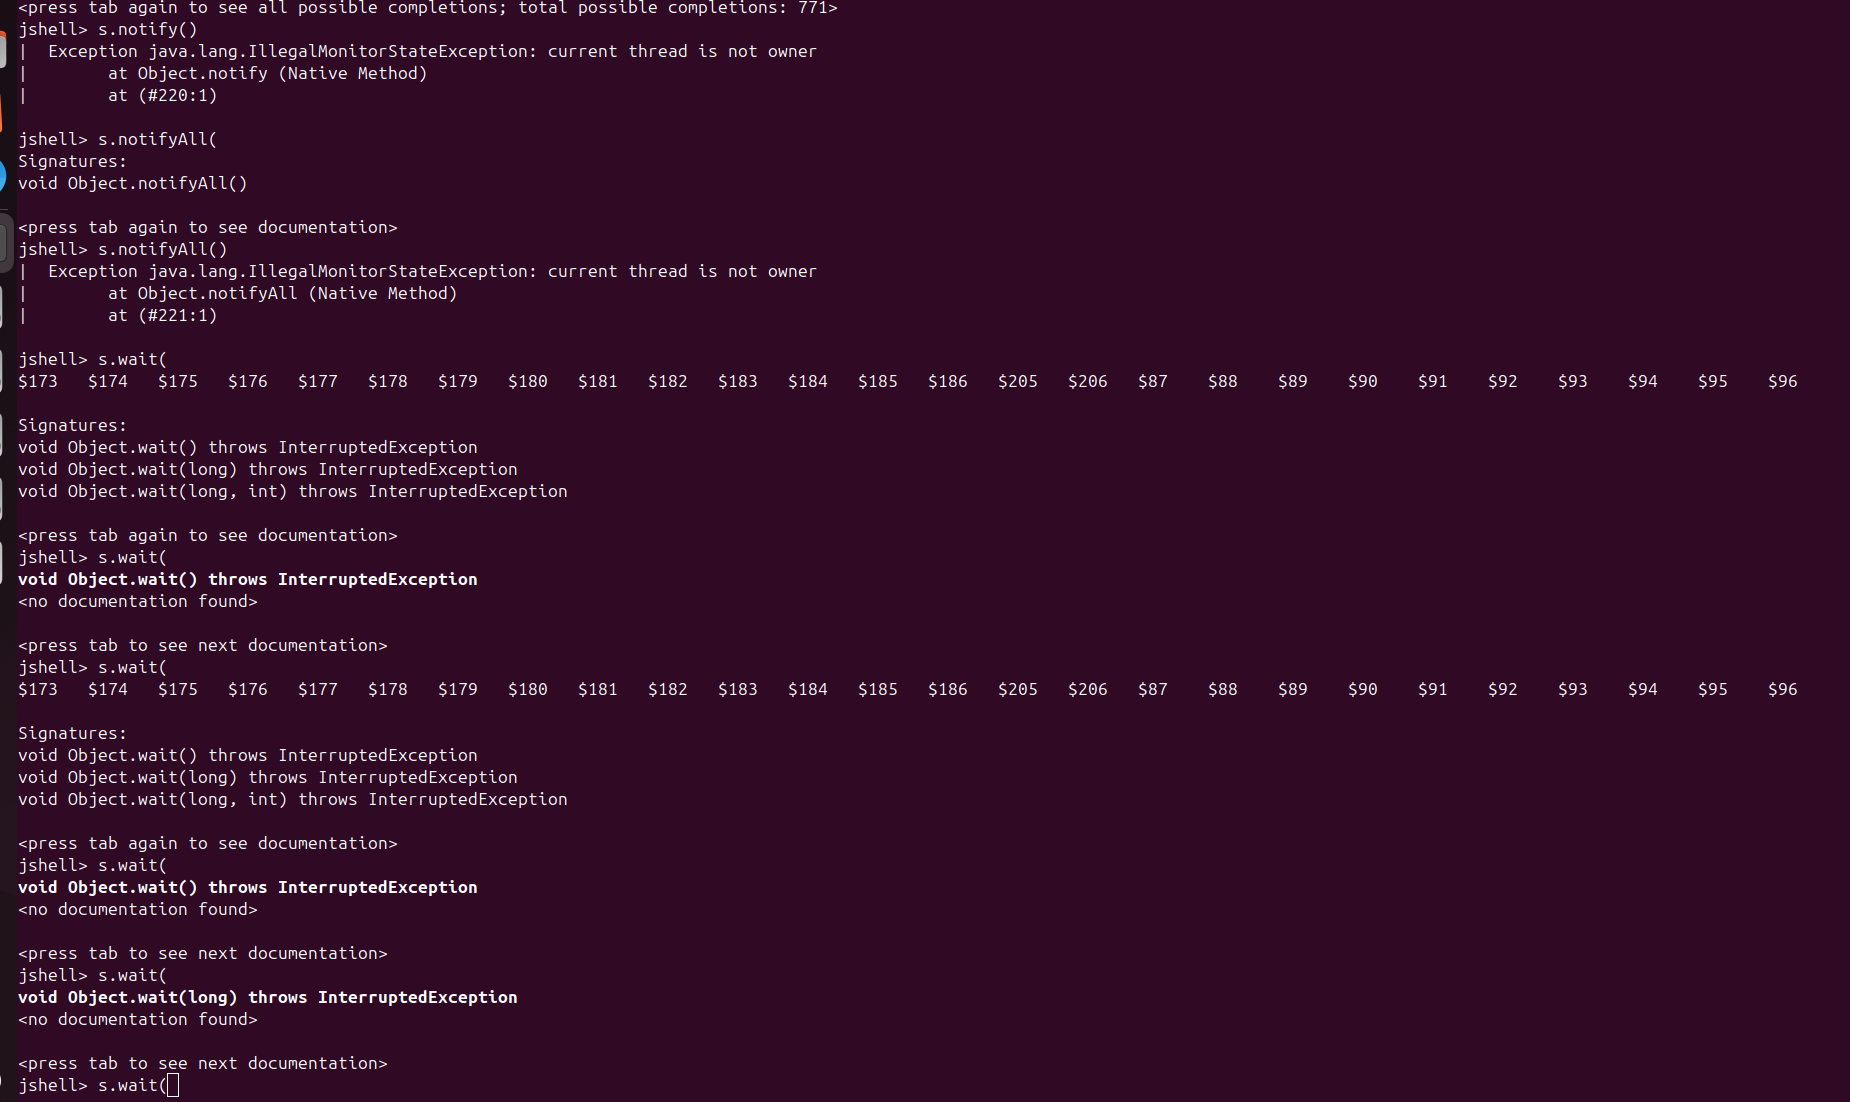 <press tab again to see all possible completions; total possible completions: 771>
jshell> s.notify()
|  Exception java.lang.IllegalMonitorStateException: current thread is not owner
|        at Object.notify (Native Method)
|        at (#220:1)
jshell> s.notifyAll(
Signatures:
void Object.notifyAll()
<press tab again to see documentation>
jshell> s.notifyAll()
|  Exception java.lang.IllegalMonitorStateException: current thread is not owner
|        at Object.notifyAll (Native Method)
|        at (#221:1)
jshell> s.wait(
$173   $174   $175   $176   $177   $178   $179   $180   $181   $182   $183   $184   $185   $186   $205   $206   $87    $88    $89    $90    $91    $92    $93    $94    $95    $96
Signatures:
void Object.wait() throws InterruptedException
void Object.wait(long) throws InterruptedException
void Object.wait(long, int) throws InterruptedException
<press tab again to see documentation>
jshell> s.wait(
void Object.wait() throws InterruptedException
<no documentation found>
<press tab to see next documentation>
jshell> s.wait(
$173   $174   $175   $176   $177   $178   $179   $180   $181   $182   $183   $184   $185   $186   $205   $206   $87    $88    $89    $90    $91    $92    $93    $94    $95    $96
Signatures:
void Object.wait() throws InterruptedException
void Object.wait(long) throws InterruptedException
void Object.wait(long, int) throws InterruptedException
<press tab again to see documentation>
jshell> s.wait(
void Object.wait() throws InterruptedException
<no documentation found>
<press tab to see next documentation>
jshell> s.wait(
void Object.wait(long) throws InterruptedException
<no documentation found>
<press tab to see next documentation>
jshell> s.wait(